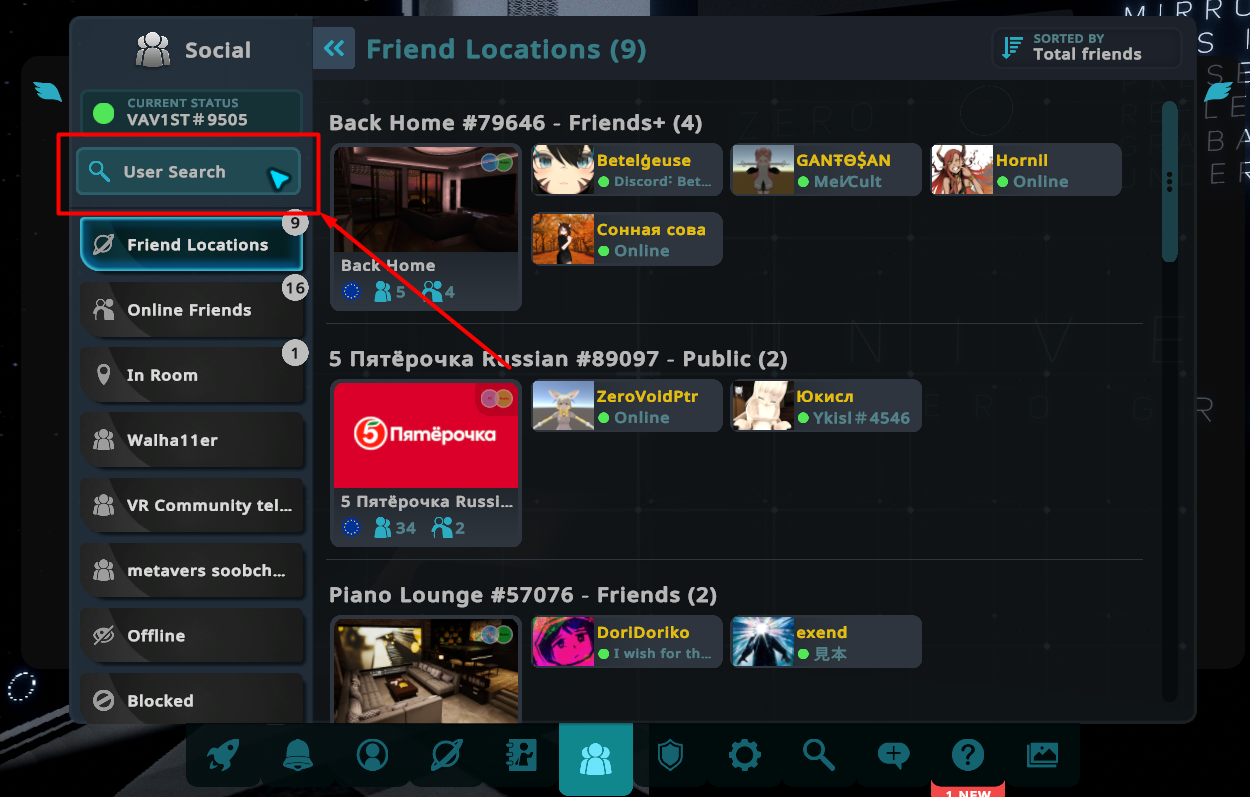 Social
CURRENT STATUS
VAV1ST#9505
User Search
9
Friend Locations
16
Online Friends
1
In Room
Walha11er
VR Community tel...
metavers soobch...
Offline
Blocked
Friend Locations (9)
SORTED BY
Total friends
Back Home #79646 - Friends+ (4)
Back Home
5
4
Betelģeuse
Discord: Bet...
GAN₮Ɵ$AN
Online
Hornil
Сонная сова
Online
5 Пятёрочка Russian #89097 - Public (2)
5 Пятёрочка
5 Пятёрочка Russi...
34
2
ZeroVoidPtr
Online
Юкисл
Ykisl#4546
Piano Lounge #57076 - Friends (2)
DoriDoriko
I wish for th...
exend
見本
1 NEW